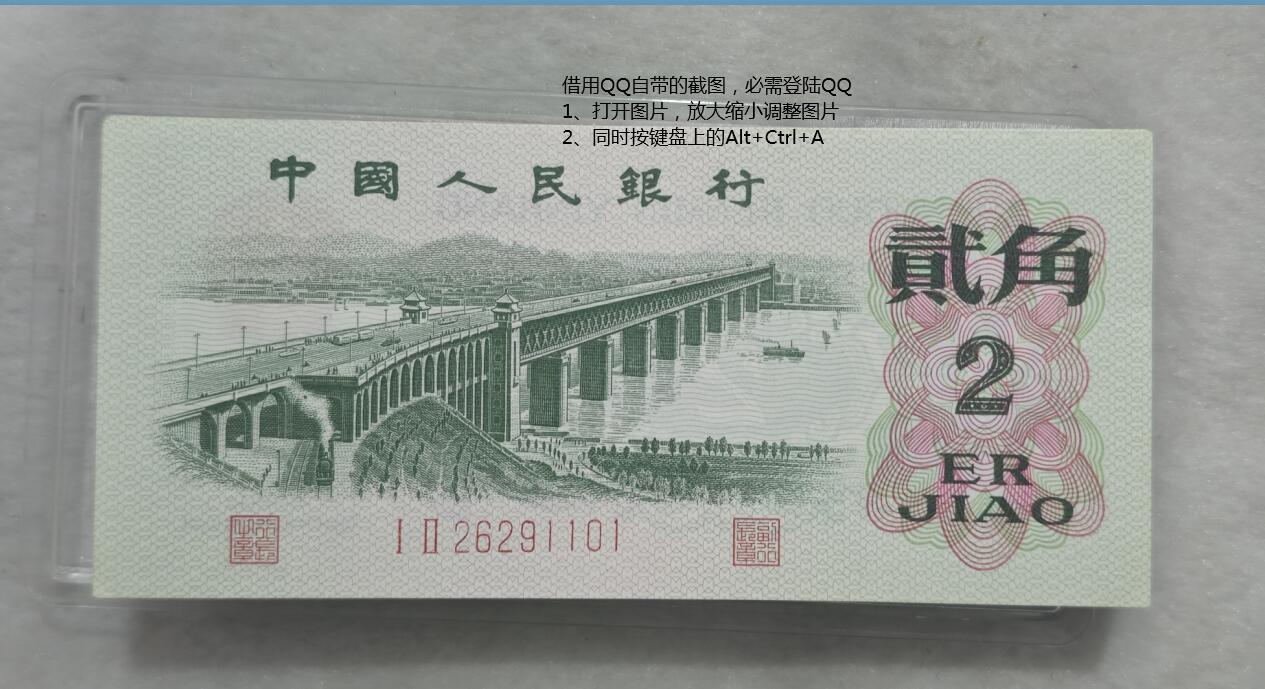 借用QQ自带的截图，必需登陆QQ
1、打开图片，放大缩小调整图片
2、同时按键盘上的Alt+Ctrl+A
中國人民銀行
貳角
2
ER
JIAO
I II 26291101